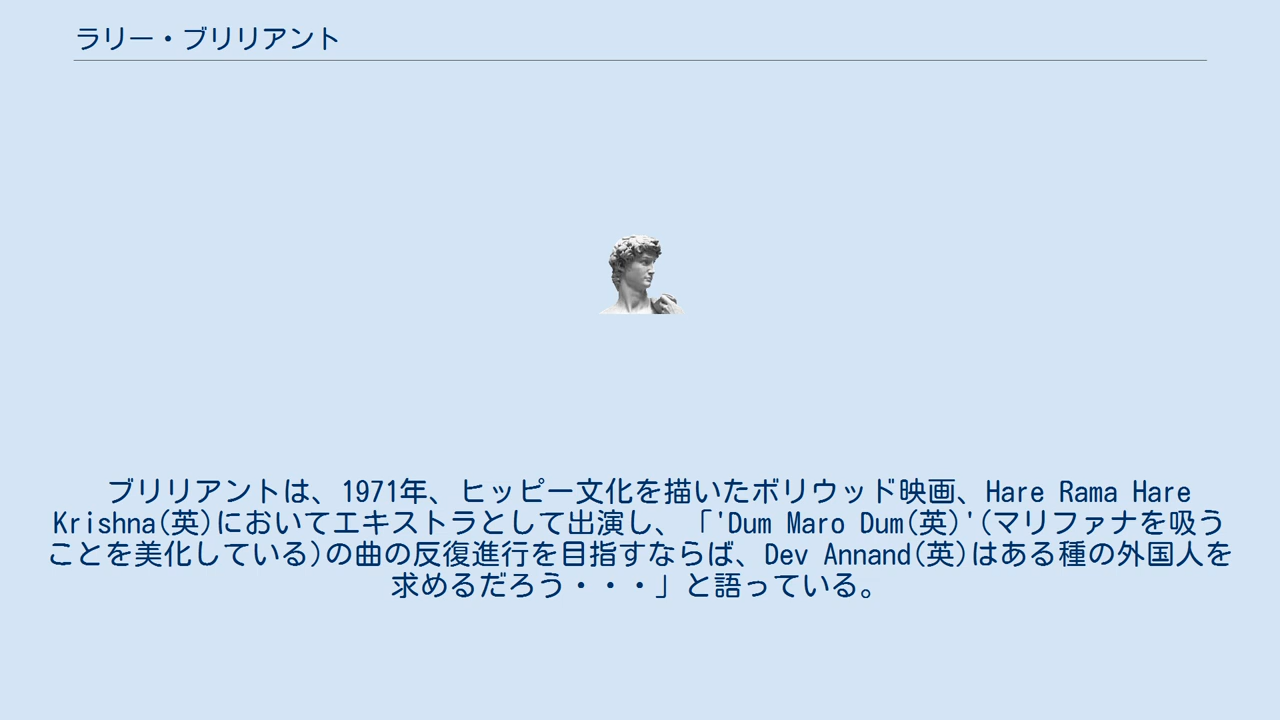 ラリー・ブリリアント
ブリリアントは、1971年、ヒッピー文化を描いたボリウッド映画、Hare Rama Hare
Krishna(英)においてエキストラとして出演し、「'Dum Maro Dum(英)'(マリファナを吸う
ことを美化している)の曲の反復進行を目指すならば、Dev Annand(英)はある種の外国人を
求めるだろう・・・」と語っている。